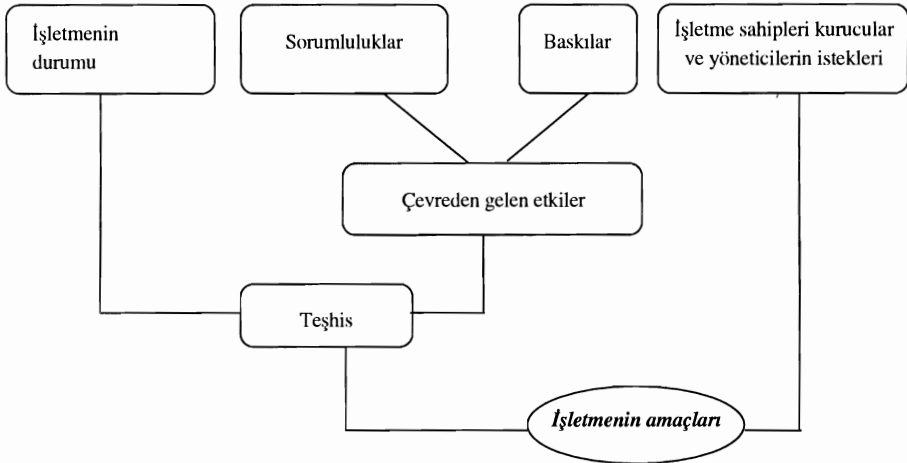 İşletmenin
durumu
Sorumluluklar
Baskılar
İşletme sahipleri kurucular
ve yöneticilerin istekleri
Çevreden gelen etkiler
Teşhis
İşletmenin amaçları